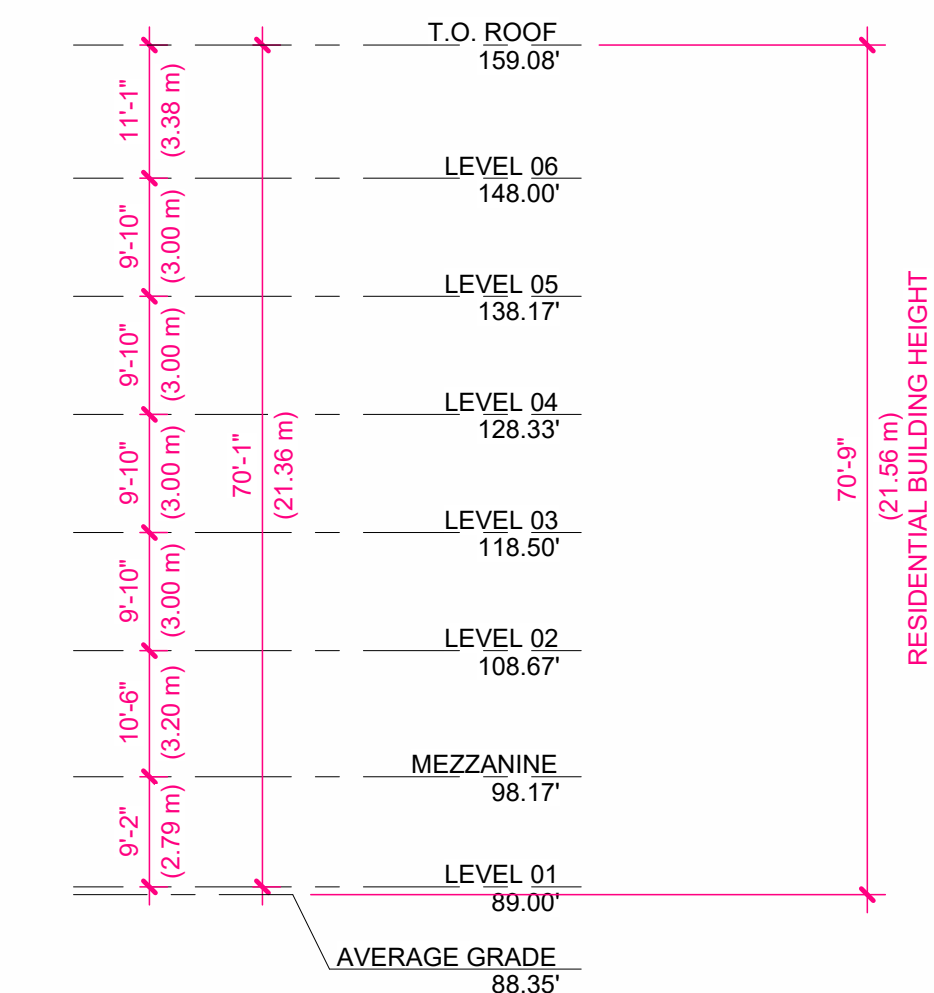 T.O. ROOF
159.08'
11'-1"
(3.38 m)
LEVEL 06
148.00'
9'-10"
(3.00 m)
LEVEL 05
138.17'
9'-10"
(3.00 m)
LEVEL 04
128.33'
9'-10"
(3.00 m)
70'-1"
(21.36 m)
70'-9"
(21.56 m)
RESIDENTIAL BUILDING HEIGHT
LEVEL 03
118.50'
9'-10"
(3.00 m)
LEVEL 02
108.67'
10'-6"
(3.20 m)
MEZZANINE
98.17'
9'-2"
(2.79 m)
LEVEL 01
89.00'
AVERAGE GRADE
88.35'